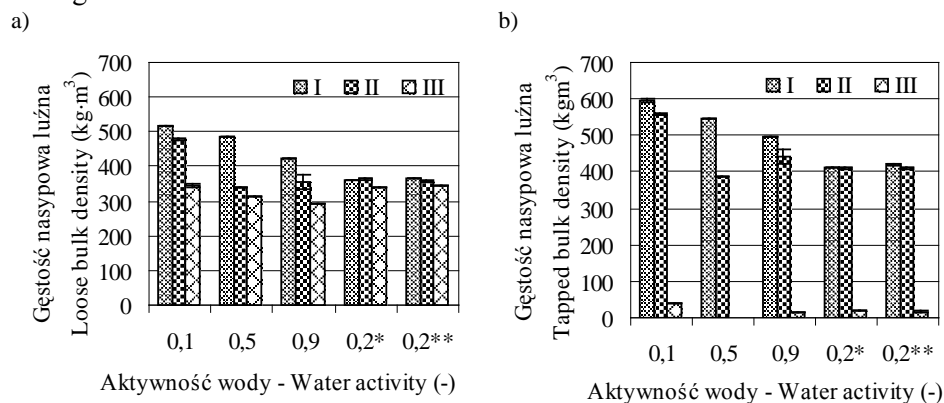 a)
b)
Gęstość nasypowa luźna
Loose bulk density (kg·m³)
700
600
500
400
300
200
100
0
I II III
0,1 0,5 0,9 0,2* 0,2**
Aktywność wody - Water activity (-)
Gęstość nasypowa luźna
Tapped bulk density (kgm³)
700
600
500
400
300
200
100
0
I II III
0,1 0,5 0,9 0,2* 0,2**
Aktywność wody - Water activity (-)